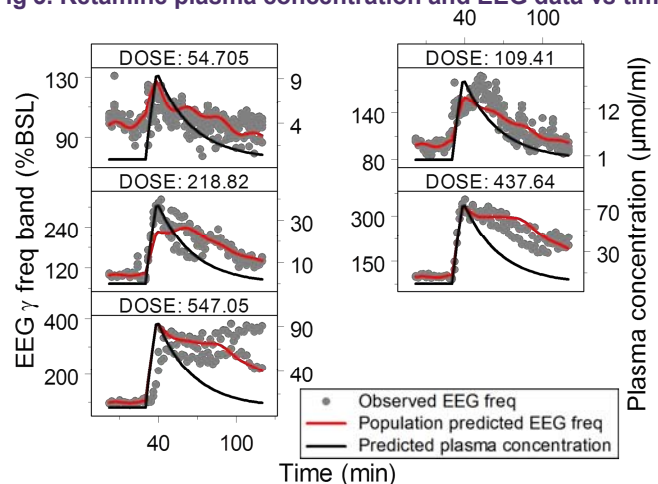 ig 3. Ketamine plasma concentration and EEG data vs tim
40 100
DOSE: 54.705
130
90
9
4
DOSE: 109.41
140
80
12
1
DOSE: 218.82
240
120
30
10
DOSE: 437.64
300
150
70
30
DOSE: 547.05
400
200
90
40
40 100
Time (min)
EEG γ freq band (%BSL)
Plasma concentration (μmol/ml)
Observed EEG freq
Population predicted EEG freq
Predicted plasma concentration